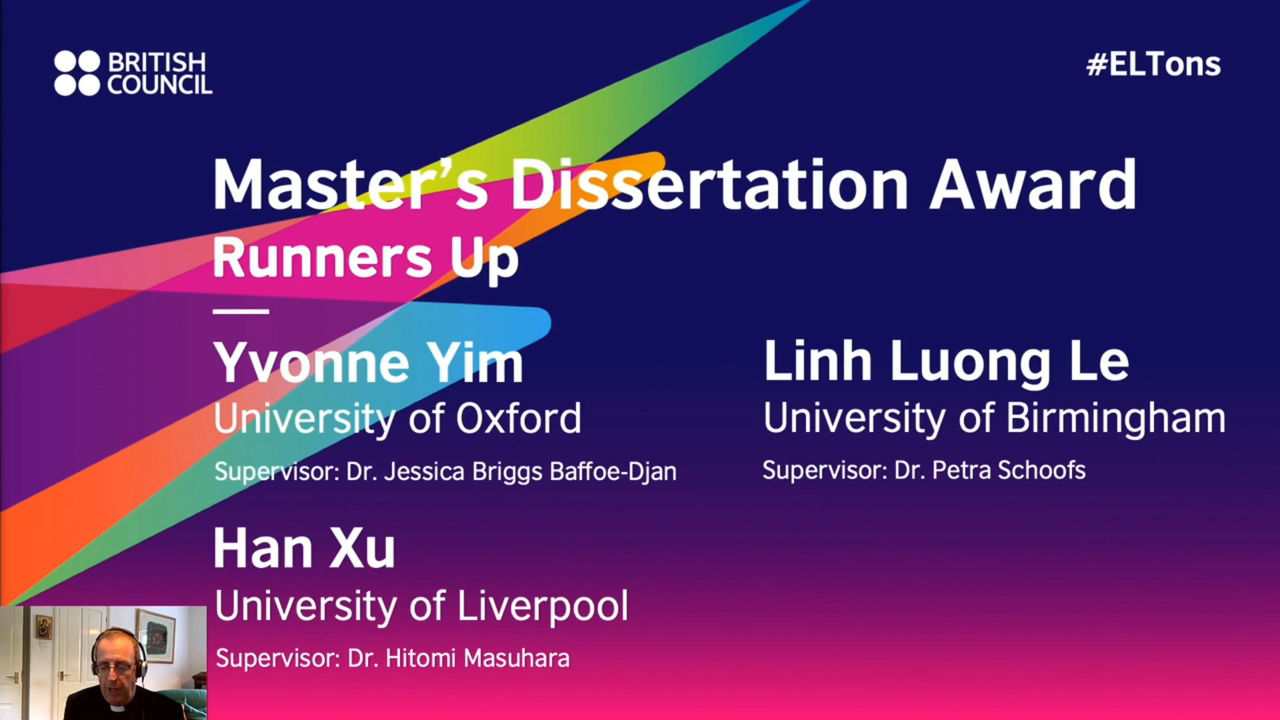 BRITISH
COUNCIL
#ELTons
Master's Dissertation Award
Runners Up
Yvonne Yim
University of Oxford
Supervisor: Dr. Jessica Briggs Baffoe-Djan
Linh Luong Le
University of Birmingham
Supervisor: Dr. Petra Schoofs
Han Xu
University of Liverpool
Supervisor: Dr. Hitomi Masuhara